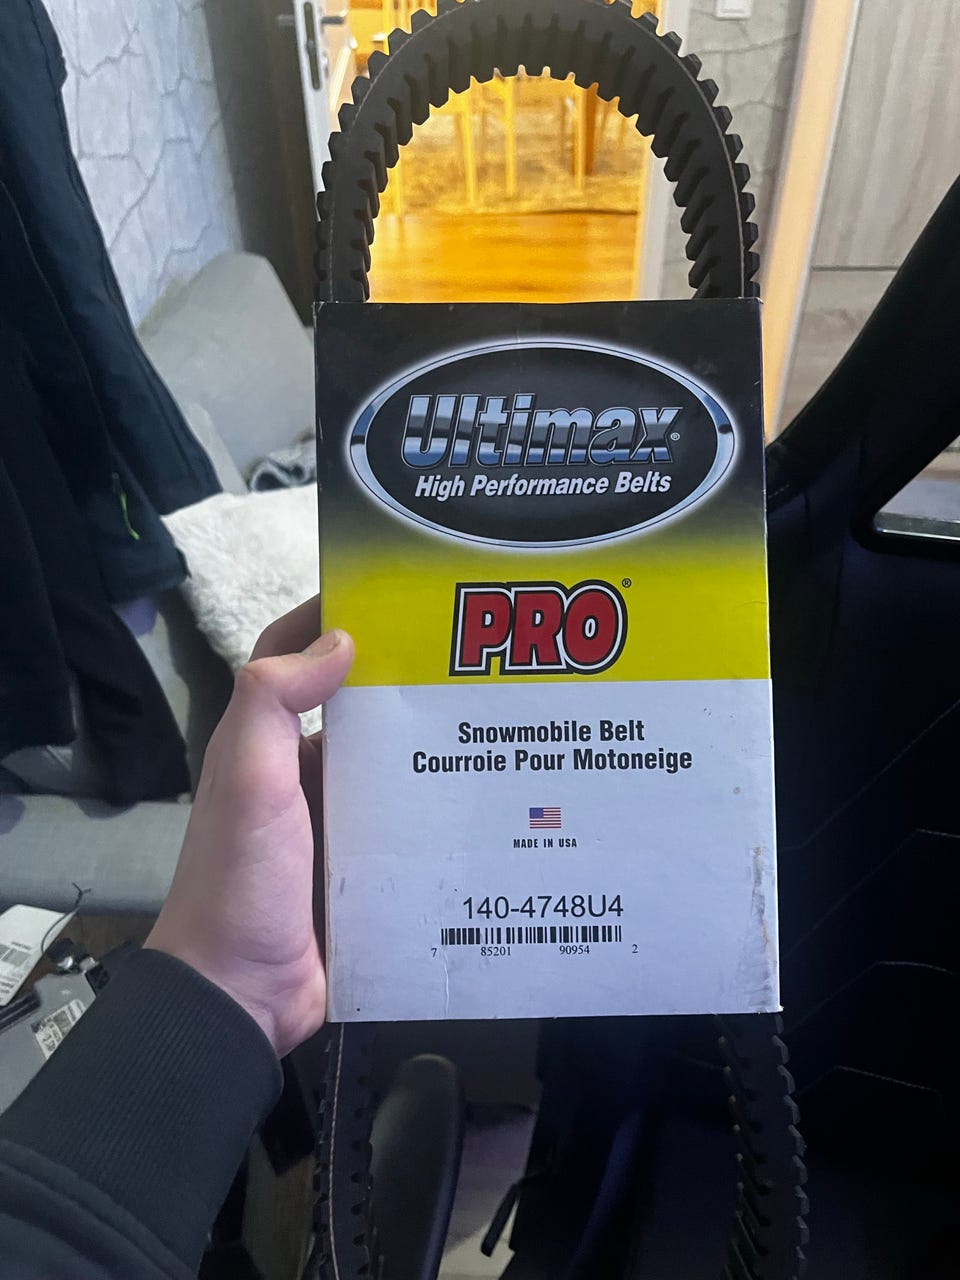 Ultimax®
High Performance Belts
PRO®
Snowmobile Belt
Courroie Pour Motoneige
MADE IN USA
140-4748U4
7 85201 90954 2